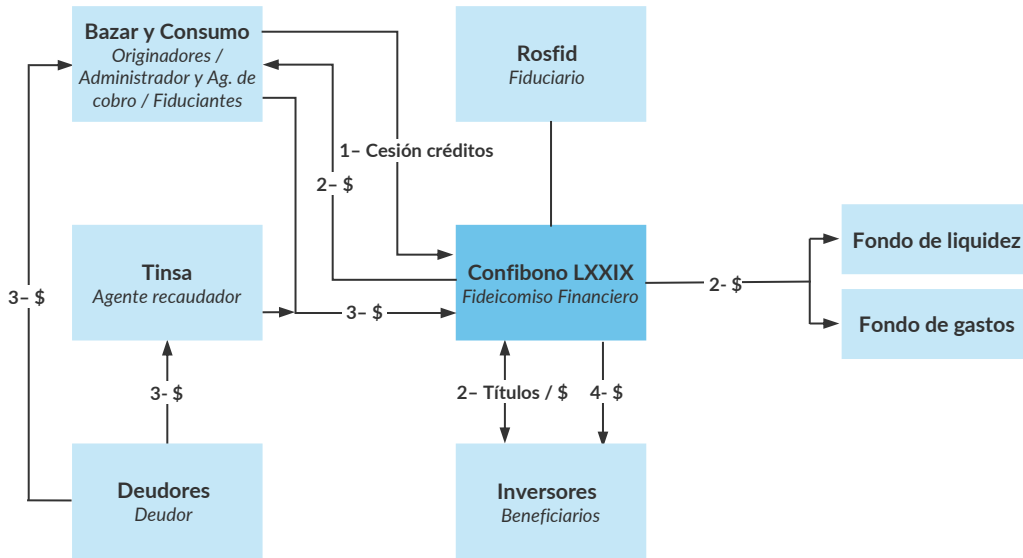 Bazar y Consumo
Originadores /
Administrador y Ag. de
cobro / Fiduciantes
Rosfid
Fiduciario
1– Cesión créditos
2– $
Tinsa
Agente recaudador
Confibono LXXIX
Fideicomiso Financiero
Fondo de liquidez
2- $
3– $
3– $
Fondo de gastos
3- $
2– Títulos / $
4- $
Deudores
Deudor
Inversores
Beneficiarios